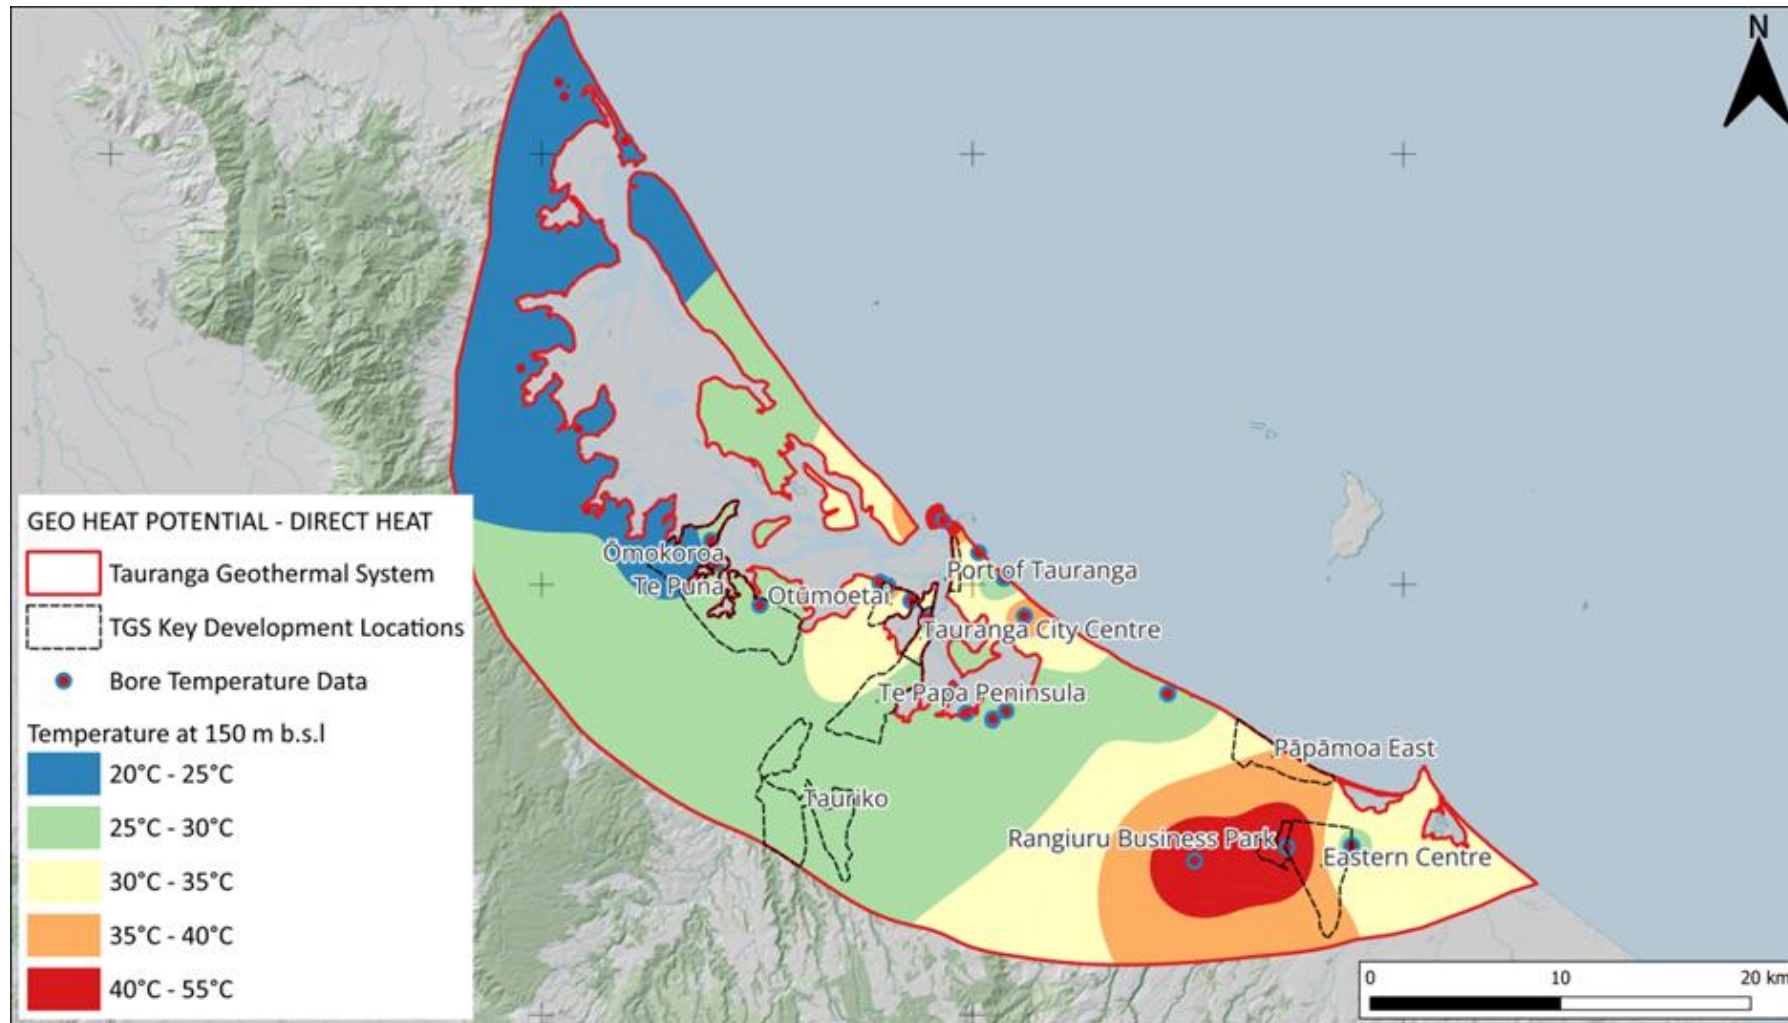 N
Ōmokoroa
Te Puna
Otūmoetai
Port of Tauranga
Tauranga City Centre
Te Papa Peninsula
Pāpāmoa East
Tauriko
Rangiuru Business Park
Eastern Centre
GEO HEAT POTENTIAL - DIRECT HEAT
Tauranga Geothermal System
TGS Key Development Locations
Bore Temperature Data
Temperature at 150 m b.s.l
20°C - 25°C
25°C - 30°C
30°C - 35°C
35°C - 40°C
40°C - 55°C
0 10 20 km